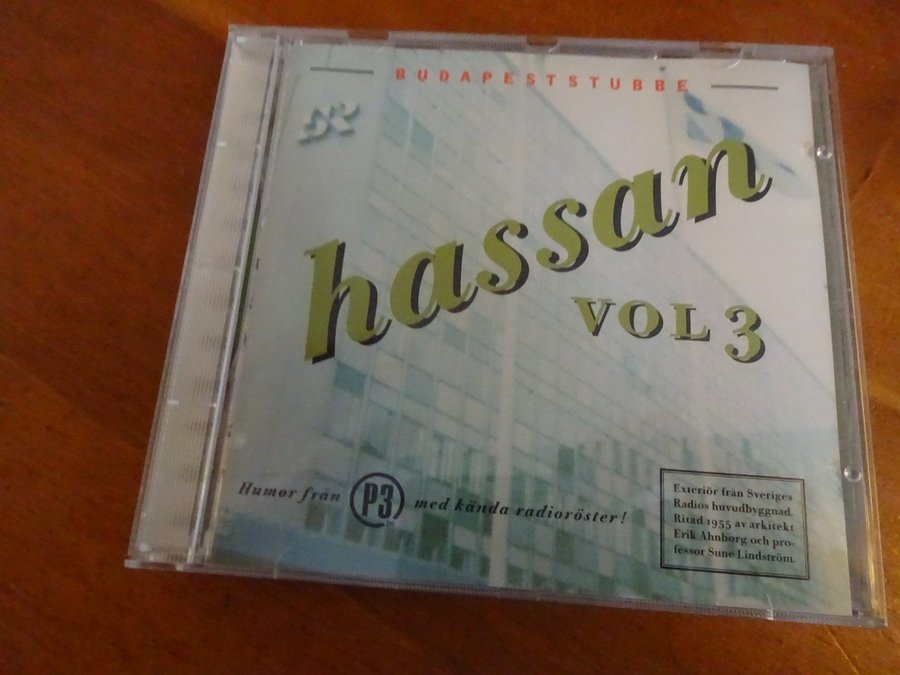 BUDAPESTSTUBBE
SR
hassan
VOL 3
Humor från P3 med kända radioröster!
Exteriör från Sveriges
Radios huvudbyggnad.
Ritad 1955 av arkitekt
Erik Ahnborg och pro-
fessor Sune Lindström.